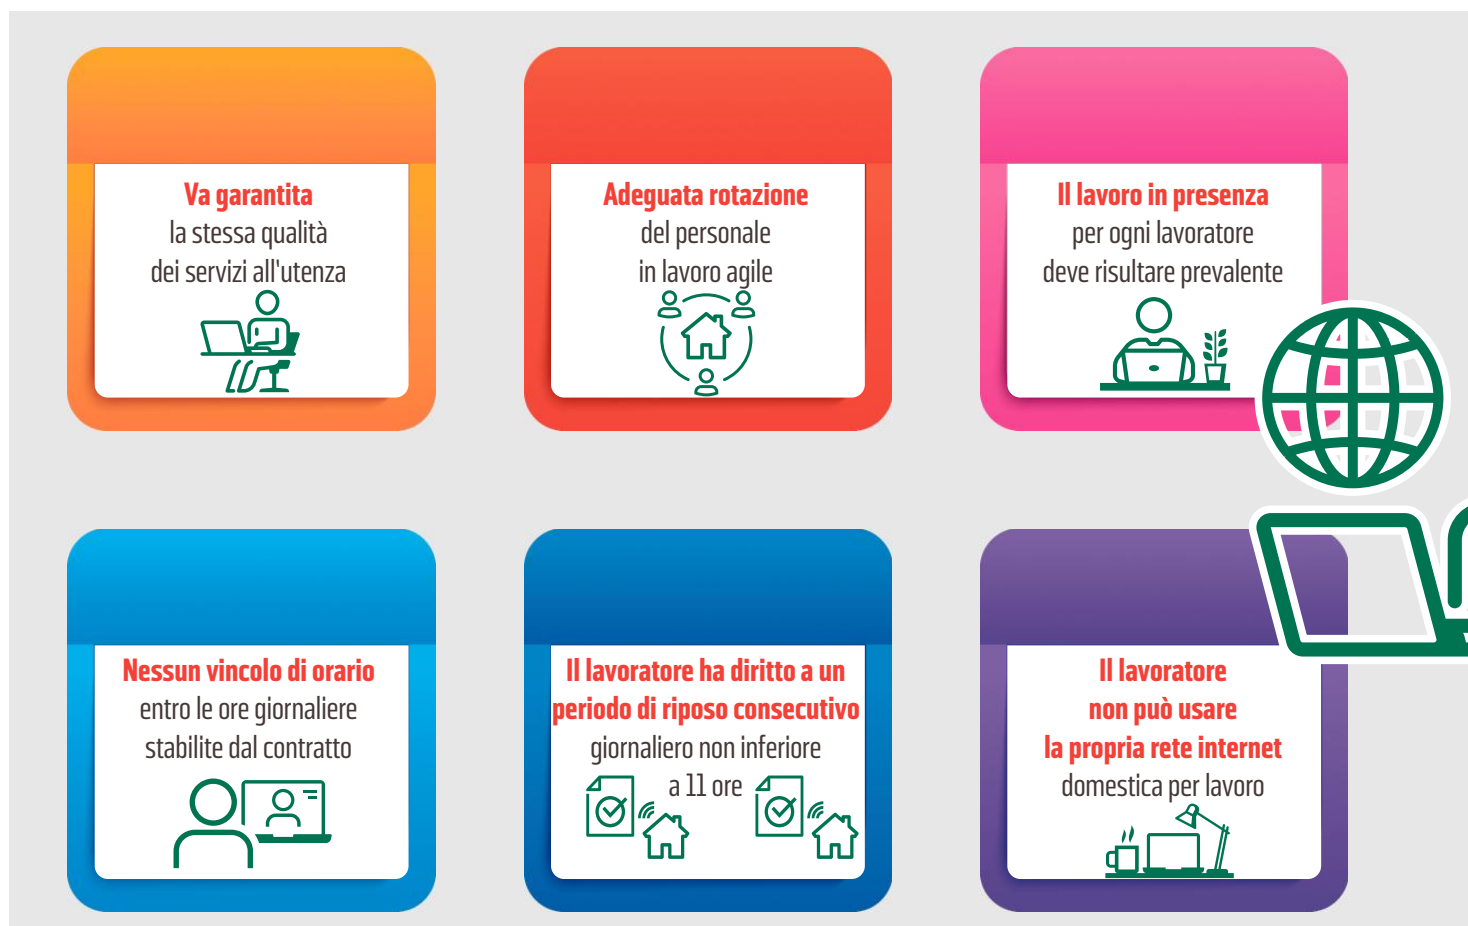 Va garantita
la stessa qualità
dei servizi all'utenza
Adeguata rotazione
del personale
in lavoro agile
Il lavoro in presenza
per ogni lavoratore
deve risultare prevalente
Nessun vincolo di orario
entro le ore giornaliere
stabilite dal contratto
Il lavoratore ha diritto a un
periodo di riposo consecutivo
giornaliero non inferiore
a 11 ore
Il lavoratore
non può usare
la propria rete internet
domestica per lavoro